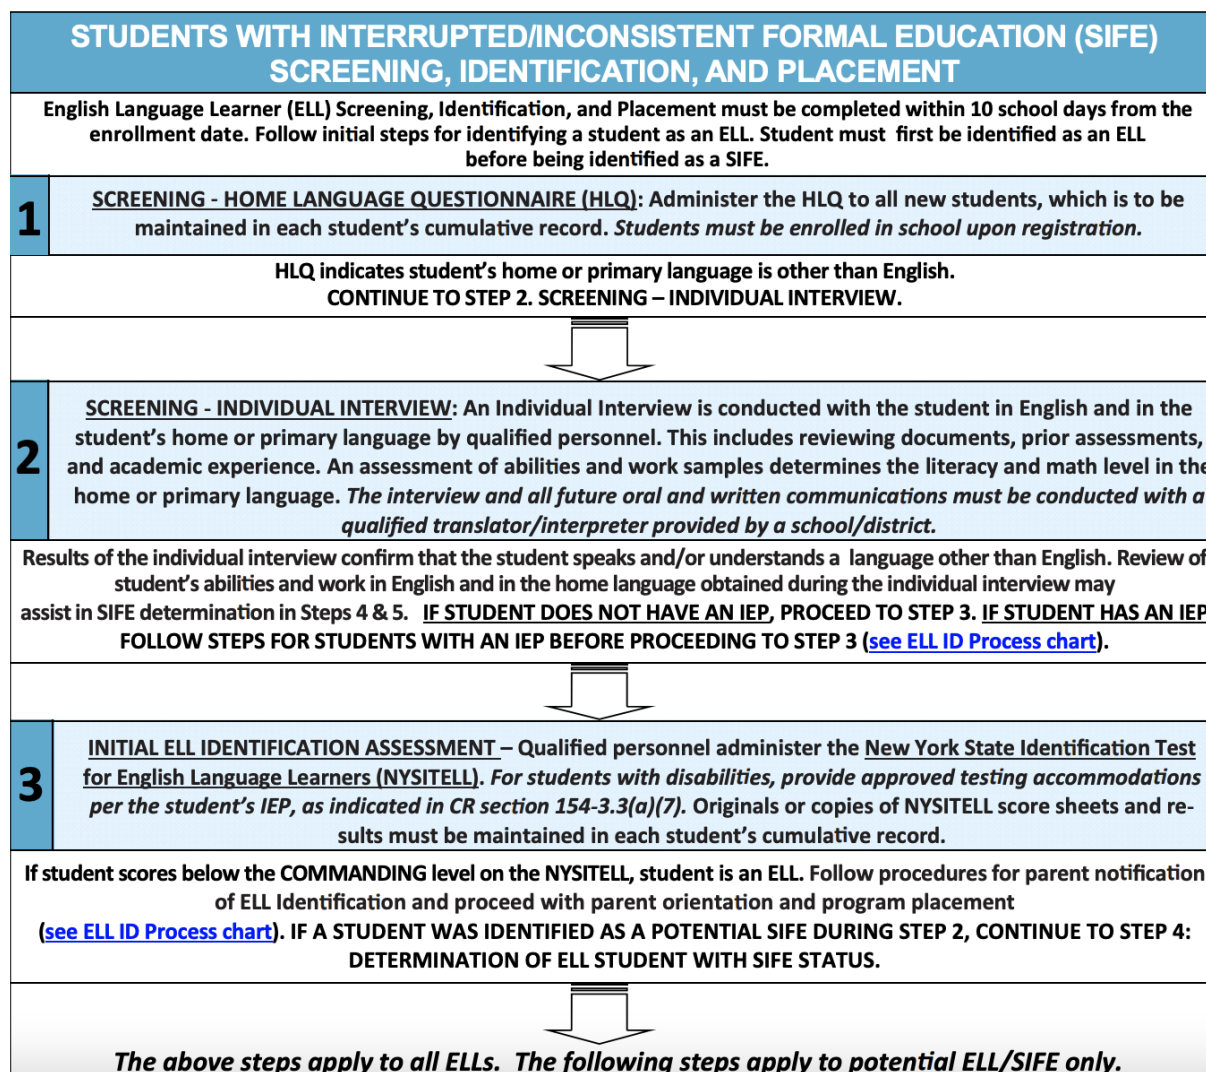 STUDENTS WITH INTERRUPTED/INCONSISTENT FORMAL EDUCATION (SIFE)
SCREENING, IDENTIFICATION, AND PLACEMENT
English Language Learner (ELL) Screening, Identification, and Placement must be completed within 10 school days from the
enrollment date. Follow initial steps for identifying a student as an ELL. Student must first be identified as an ELL
before being identified as a SIFE.
1
SCREENING - HOME LANGUAGE QUESTIONNAIRE (HLQ): Administer the HLQ to all new students, which is to be
maintained in each student's cumulative record. Students must be enrolled in school upon registration.
HLQ indicates student's home or primary language is other than English.
CONTINUE TO STEP 2. SCREENING – INDIVIDUAL INTERVIEW.
2
SCREENING - INDIVIDUAL INTERVIEW: An Individual Interview is conducted with the student in English and in the
student's home or primary language by qualified personnel. This includes reviewing documents, prior assessments,
and academic experience. An assessment of abilities and work samples determines the literacy and math level in the
home or primary language. The interview and all future oral and written communications must be conducted with a
qualified translator/interpreter provided by a school/district.
Results of the individual interview confirm that the student speaks and/or understands a language other than English. Review of
student's abilities and work in English and in the home language obtained during the individual interview may
assist in SIFE determination in Steps 4 & 5. IF STUDENT DOES NOT HAVE AN IEP, PROCEED TO STEP 3. IF STUDENT HAS AN IEP
FOLLOW STEPS FOR STUDENTS WITH AN IEP BEFORE PROCEEDING TO STEP 3 (see ELL ID Process chart).
3
INITIAL ELL IDENTIFICATION ASSESSMENT – Qualified personnel administer the New York State Identification Test
for English Language Learners (NYSITELL). For students with disabilities, provide approved testing accommodations
per the student's IEP, as indicated in CR section 154-3.3(a)(7). Originals or copies of NYSITELL score sheets and re-
sults must be maintained in each student's cumulative record.
If student scores below the COMMANDING level on the NYSITELL, student is an ELL. Follow procedures for parent notification
of ELL Identification and proceed with parent orientation and program placement
(see ELL ID Process chart). IF A STUDENT WAS IDENTIFIED AS A POTENTIAL SIFE DURING STEP 2, CONTINUE TO STEP 4:
DETERMINATION OF ELL STUDENT WITH SIFE STATUS.
The above steps apply to all ELLs. The following steps apply to potential ELL/SIFE only.